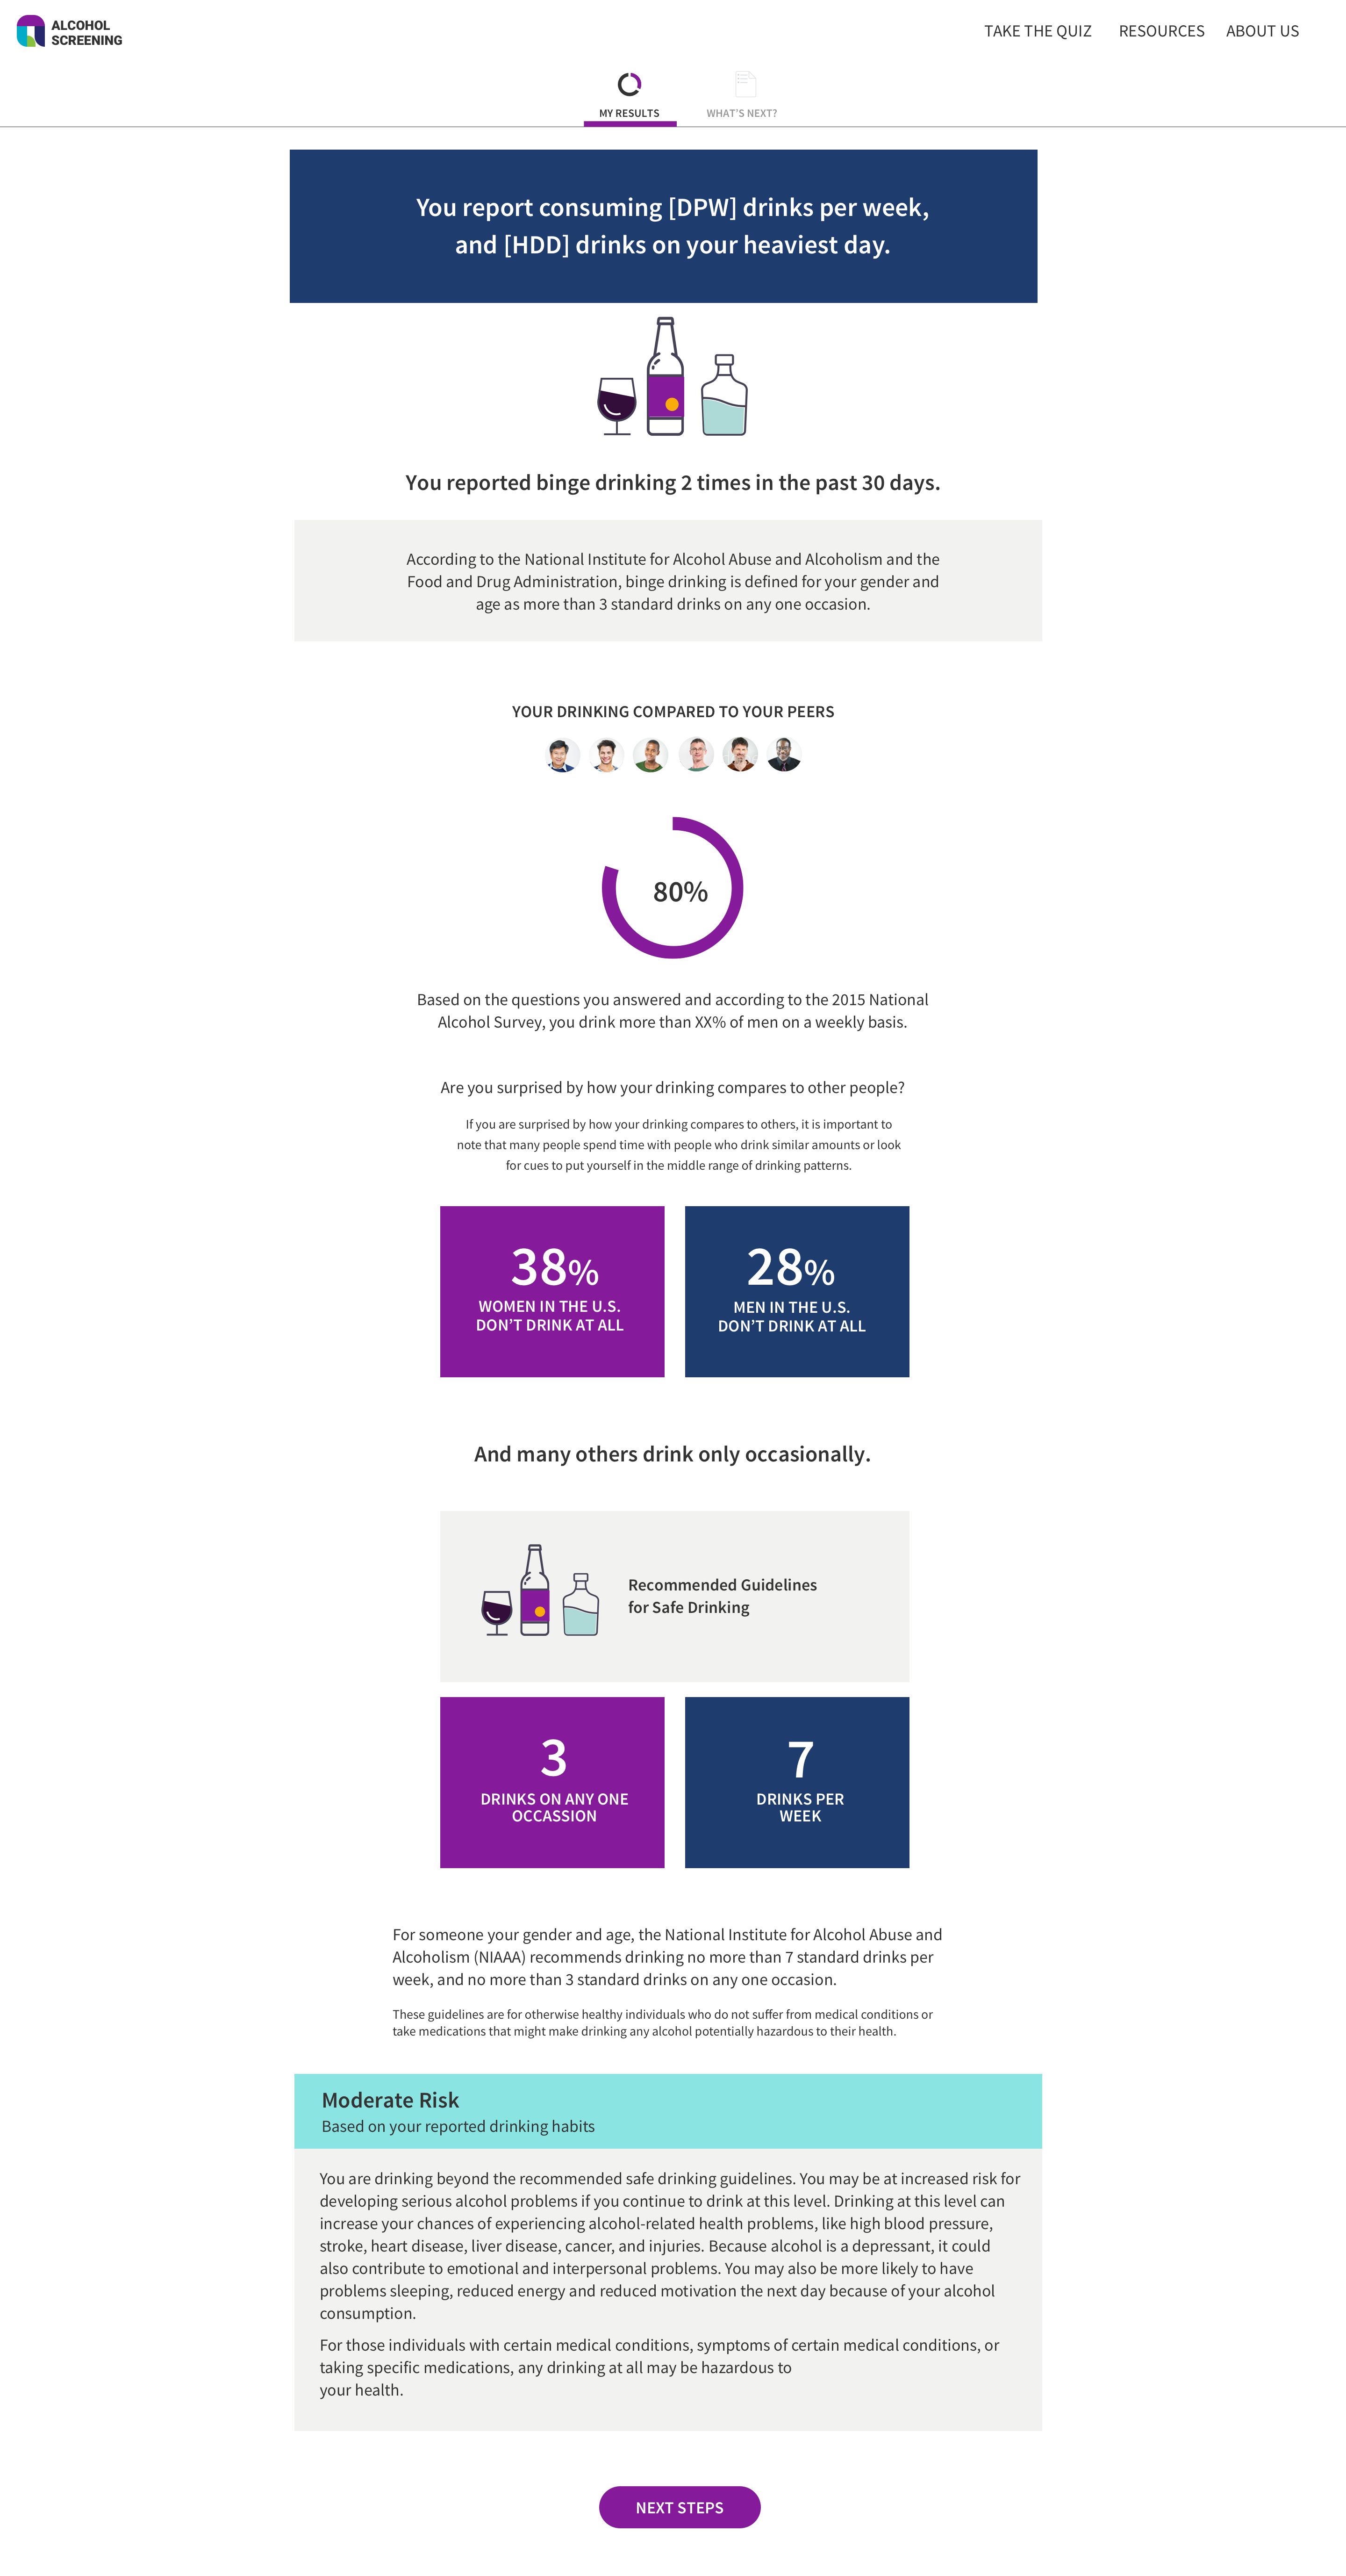 ALCOHOL
SCREENING
TAKE THE QUIZ
RESOURCES
ABOUT US
MY RESULTS
WHAT'S NEXT?
You report consuming [DPW] drinks per week,
and [HDD] drinks on your heaviest day.
You reported binge drinking 2 times in the past 30 days.
According to the National Institute for Alcohol Abuse and Alcoholism and the
Food and Drug Administration, binge drinking is defined for your gender and
age as more than 3 standard drinks on any one occasion.
YOUR DRINKING COMPARED TO YOUR PEERS
80%
Based on the questions you answered and according to the 2015 National
Alcohol Survey, you drink more than XX% of men on a weekly basis.
Are you surprised by how your drinking compares to other people?
If you are surprised by how your drinking compares to others, it is important to
note that many people spend time with people who drink similar amounts or look
for cues to put yourself in the middle range of drinking patterns.
38%
WOMEN IN THE U.S.
DON'T DRINK AT ALL
28%
MEN IN THE U.S.
DON'T DRINK AT ALL
And many others drink only occasionally.
Recommended Guidelines
for Safe Drinking
3
DRINKS ON ANY ONE
OCCASSION
7
DRINKS PER
WEEK
For someone your gender and age, the National Institute for Alcohol Abuse and
Alcoholism (NIAAA) recommends drinking no more than 7 standard drinks per
week, and no more than 3 standard drinks on any one occasion.
These guidelines are for otherwise healthy individuals who do not suffer from medical conditions or
take medications that might make drinking any alcohol potentially hazardous to their health.
Moderate Risk
Based on your reported drinking habits
You are drinking beyond the recommended safe drinking guidelines. You may be at increased risk for
developing serious alcohol problems if you continue to drink at this level. Drinking at this level can
increase your chances of experiencing alcohol-related health problems, like high blood pressure,
stroke, heart disease, liver disease, cancer, and injuries. Because alcohol is a depressant, it could
also contribute to emotional and interpersonal problems. You may also be more likely to have
problems sleeping, reduced energy and reduced motivation the next day because of your alcohol
consumption.
For those individuals with certain medical conditions, symptoms of certain medical conditions, or
taking specific medications, any drinking at all may be hazardous to
your health.
NEXT STEPS